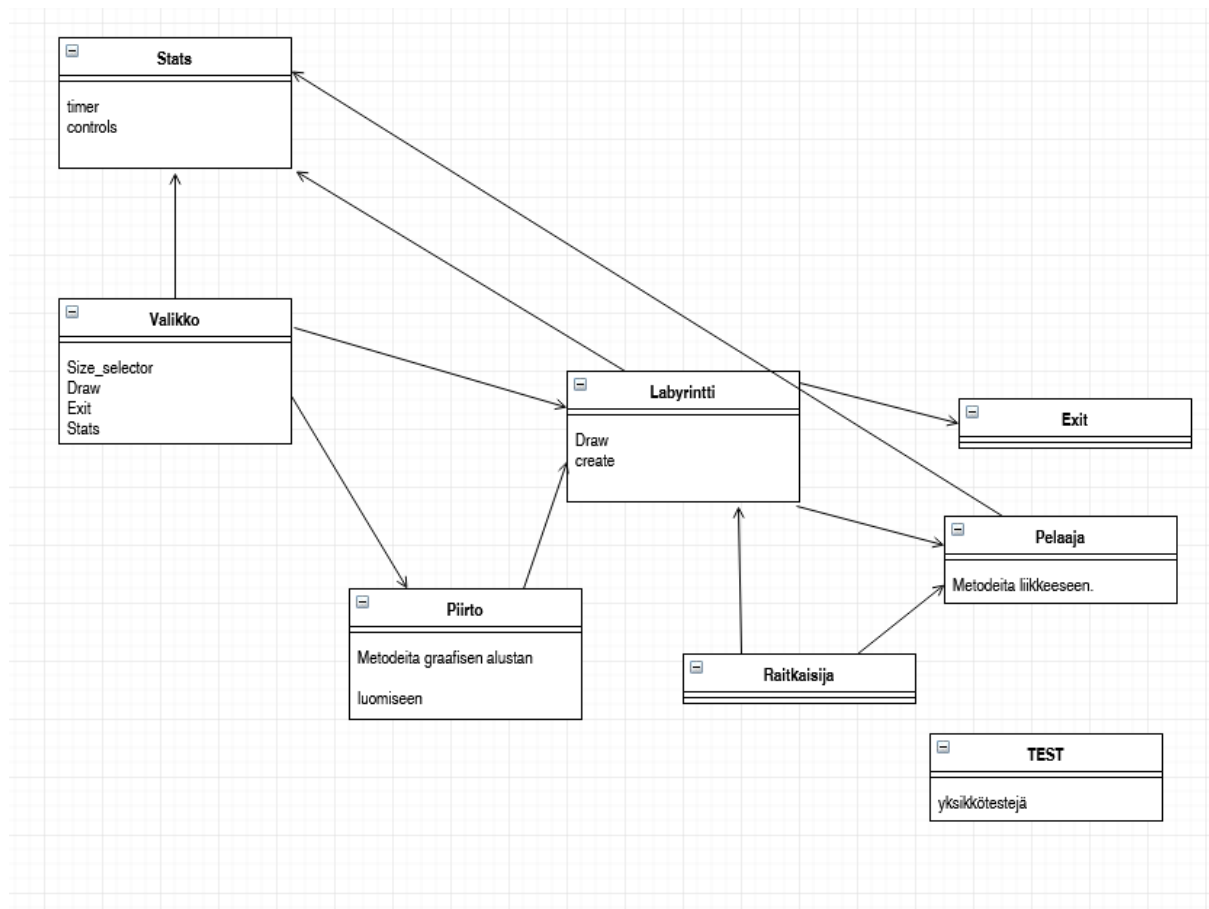 Stats
timer
controls
Valikko
Size_selector
Draw
Exit
Stats
Labyrintti
Draw
create
Exit
Pelaaja
Metodeita liikkeeseen.
Piirto
Metodeita graafisen alustan
luomiseen
Raitkaisija
TEST
yksikkötestejä